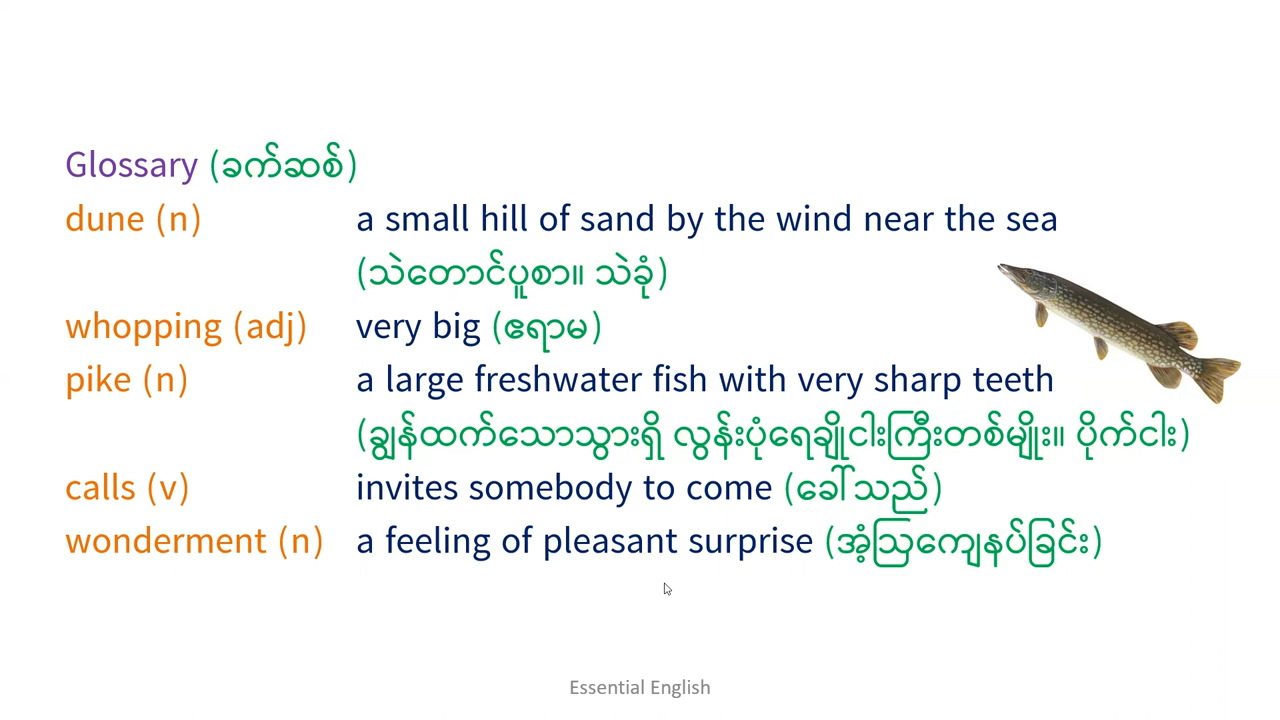 Glossary (ခက်ဆစ်)
dune (n) a small hill of sand by the wind near the sea
(သဲတောင်ပူစာ။ သဲခုံ)
whopping (adj) very big (ဧရာမ)
pike (n) a large freshwater fish with very sharp teeth
(ချွန်ထက်သောသွားရှိ လွန်းပုံရေချိုငါးကြီးတစ်မျိုး။ ပိုက်ငါး)
calls (v) invites somebody to come (ခေါ်သည်)
wonderment (n) a feeling of pleasant surprise (အံ့ဩကျေနပ်ခြင်း)
Essential English